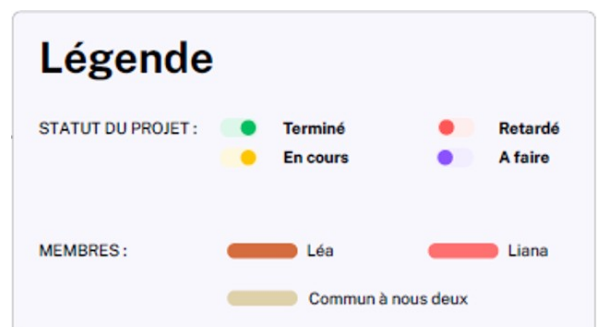 Légende
STATUT DU PROJET : Terminé Retardé
En cours A faire
MEMBRES : Léa Liana
Commun à nous deux